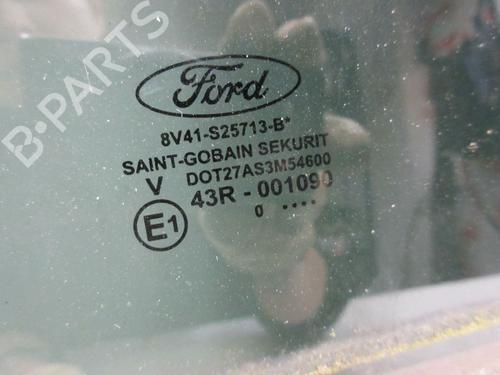 B-PARTS
Ford
8V41-S25713-B*
SAINT-GOBAIN SEKURIT
V DOT27AS3M54600
E1 43R - 001090
0 ....